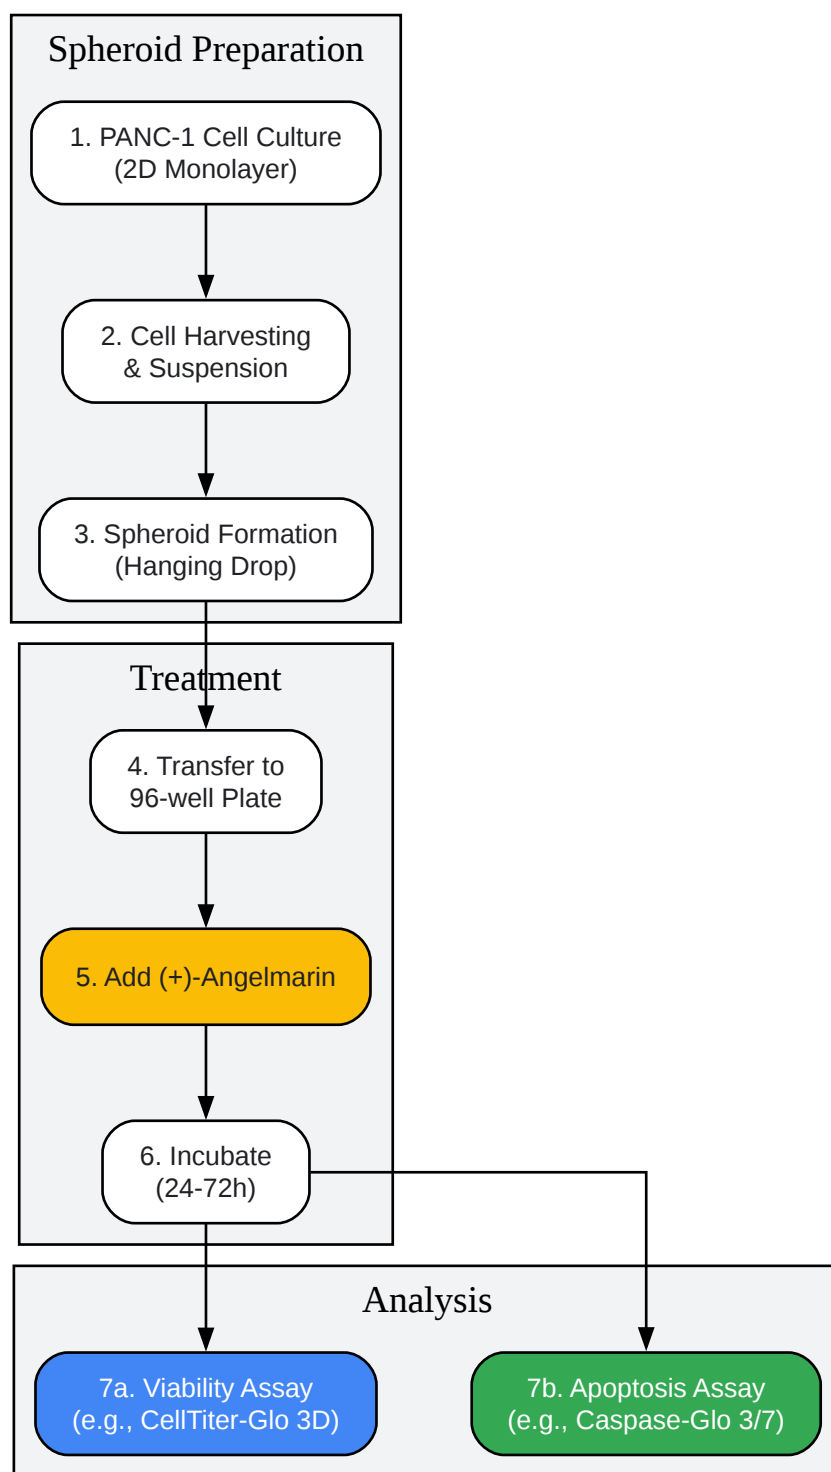 Spheroid Preparation
1. PANC-1 Cell Culture
(2D Monolayer)
2. Cell Harvesting
& Suspension
3. Spheroid Formation
(Hanging Drop)
Treatment
4. Transfer to
96-well Plate
5. Add (+)-Angelmarin
6. Incubate
(24-72h)
Analysis
7a. Viability Assay
(e.g., CellTiter-Glo 3D)
7b. Apoptosis Assay
(e.g., Caspase-Glo 3/7)